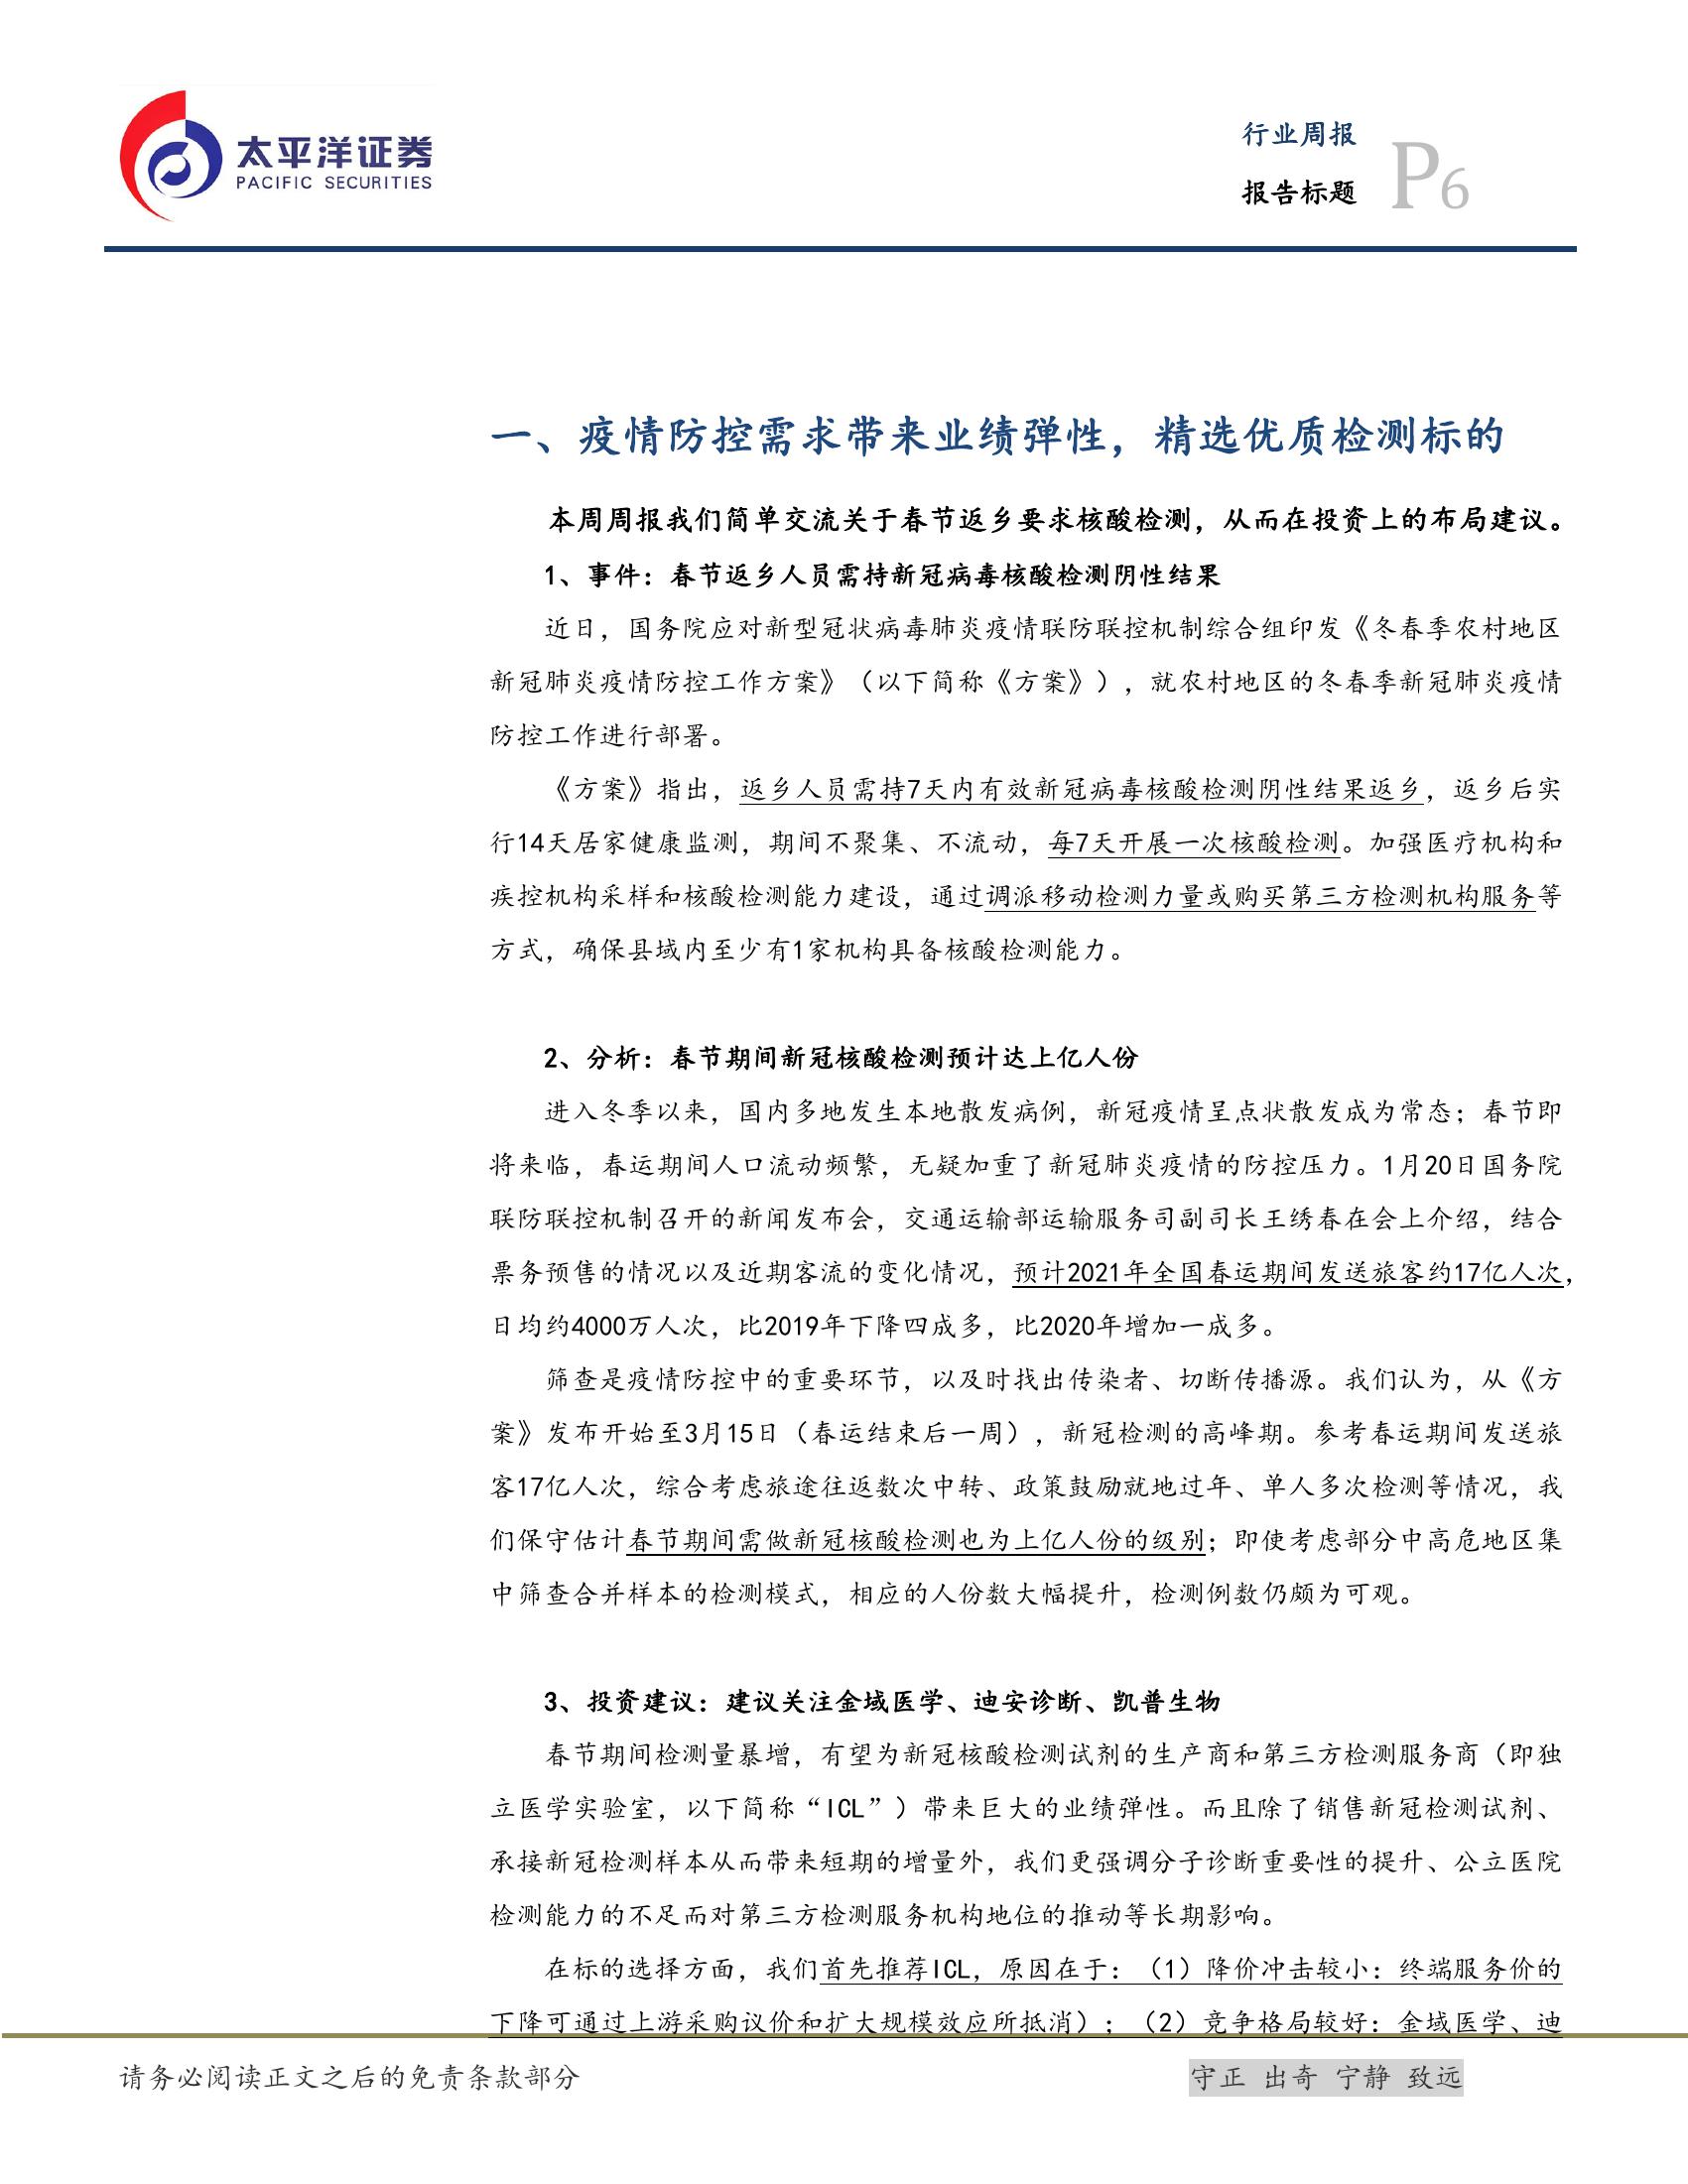 太平洋证券
PACIFIC SECURITIES
行业周报
报告标题
P6
一、疫情防控需求带来业绩弹性，精选优质检测标的
本周周报我们简单交流关于春节返乡要求核酸检测，从而在投资上的布局建议。
1、事件：春节返乡人员需持新冠病毒核酸检测阴性结果
近日，国务院应对新型冠状病毒肺炎疫情联防联控机制综合组印发《冬春季农村地区
新冠肺炎疫情防控工作方案》（以下简称《方案》），就农村地区的冬春季新冠肺炎疫情
防控工作进行部署。
《方案》指出，返乡人员需持7天内有效新冠病毒核酸检测阴性结果返乡，返乡后实
行14天居家健康监测，期间不聚集、不流动，每7天开展一次核酸检测。加强医疗机构和
疾控机构采样和核酸检测能力建设，通过调派移动检测力量或购买第三方检测机构服务等
方式，确保县域内至少有1家机构具备核酸检测能力。
2、分析：春节期间新冠核酸检测预计达上亿人份
进入冬季以来，国内多地发生本地散发病例，新冠疫情呈点状散发成为常态；春节即
将来临，春运期间人口流动频繁，无疑加重了新冠肺炎疫情的防控压力。1月20日国务院
联防联控机制召开的新闻发布会，交通运输部运输服务司副司长王绣春在会上介绍，结合
票务预售的情况以及近期客流的变化情况，预计2021年全国春运期间发送旅客约17亿人次，
日均约4000万人次，比2019年下降四成多，比2020年增加一成多。
筛查是疫情防控中的重要环节，以及时找出传染者、切断传播源。我们认为，从《方
案》发布开始至3月15日（春运结束后一周），新冠检测的高峰期。参考春运期间发送旅
客17亿人次，综合考虑旅途往返数次中转、政策鼓励就地过年、单人多次检测等情况，我
们保守估计春节期间需做新冠核酸检测也为上亿人份的级别；即使考虑部分中高危地区集
中筛查合并样本的检测模式，相应的人份数大幅提升，检测例数仍颇为可观。
3、投资建议：建议关注金域医学、迪安诊断、凯普生物
春节期间检测量暴增，有望为新冠核酸检测试剂的生产商和第三方检测服务商（即独
立医学实验室，以下简称“ICL”）带来巨大的业绩弹性。而且除了销售新冠检测试剂、
承接新冠检测样本从而带来短期的增量外，我们更强调分子诊断重要性的提升、公立医院
检测能力的不足而对第三方检测服务机构地位的推动等长期影响。
在标的选择方面，我们首先推荐ICL，原因在于：（1）降价冲击较小：终端服务价的
下降可通过上游采购议价和扩大规模效应所抵消）；（2）竞争格局较好：金域医学、迪
请务必阅读正文之后的免责条款部分
守正 出奇 宁静 致远